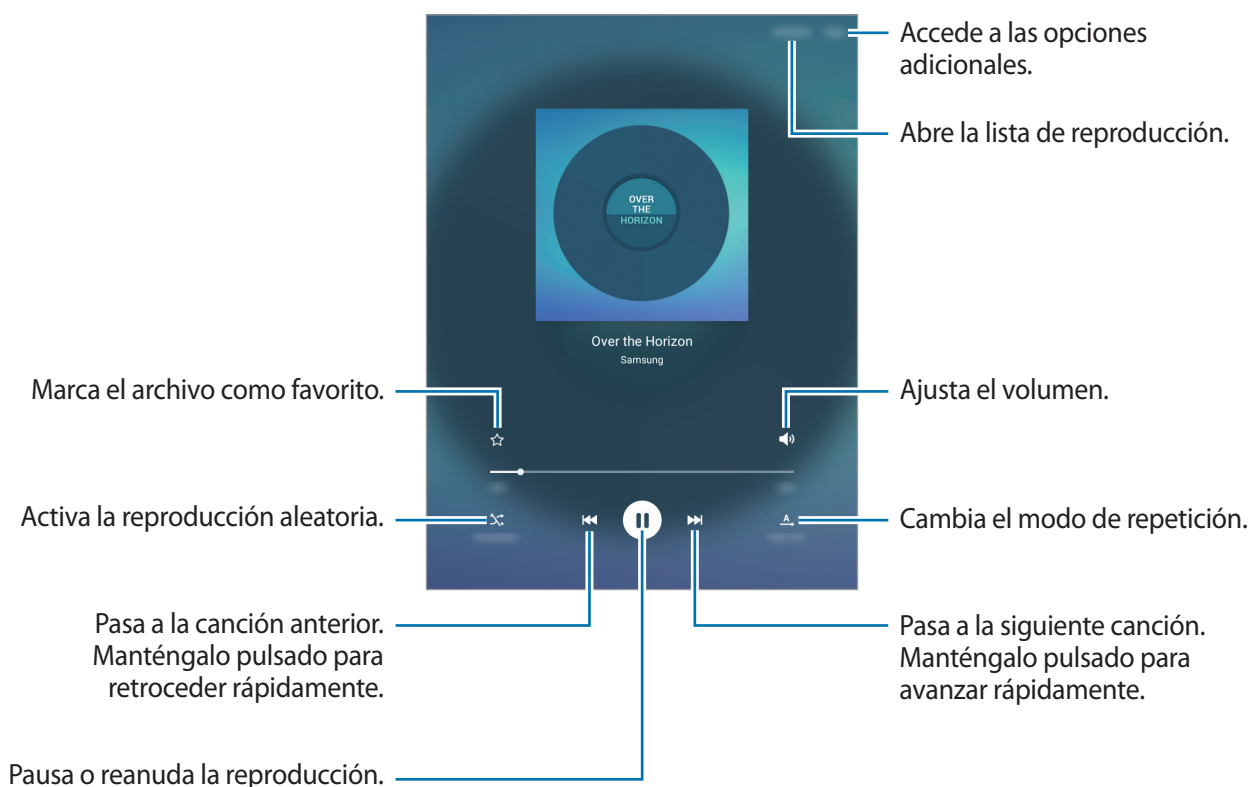 Accede a las opciones
adicionales.
Abre la lista de reproducción.
OVER
THE
HORIZON
Over the Horizon
Samsung
Marca el archivo como favorito.
Ajusta el volumen.
Activa la reproducción aleatoria.
A
Cambia el modo de repetición.
Pasa a la canción anterior.
Manténgalo pulsado para
retroceder rápidamente.
Pasa a la siguiente canción.
Manténgalo pulsado para
avanzar rápidamente.
Pausa o reanuda la reproducción.